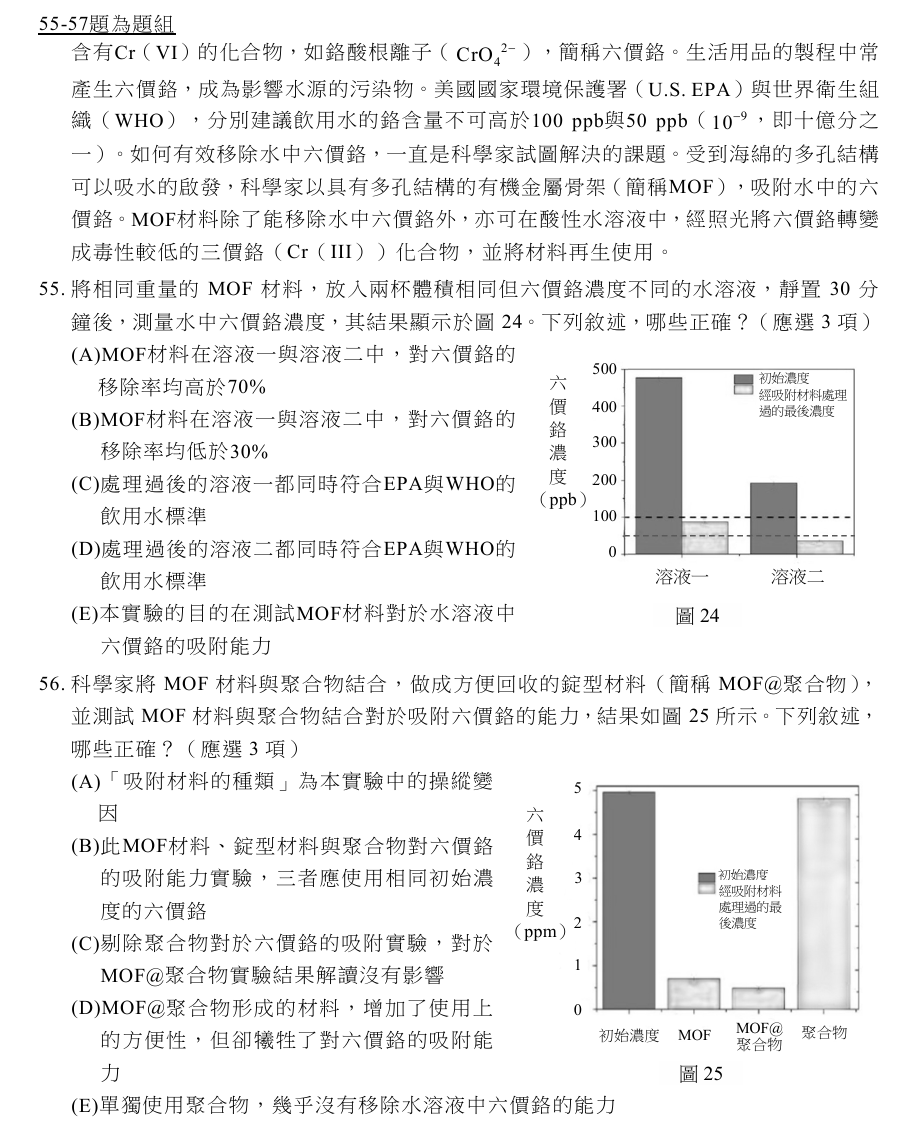 55-57題為題組
含有Cr（VI）的化合物，如鉻酸根離子（CrO₄²⁻），簡稱六價鉻。生活用品的製程中常
產生六價鉻，成為影響水源的污染物。美國國家環境保護署（U.S. EPA）與世界衛生組
織（WHO），分別建議飲用水的鉻含量不可高於100 ppb與50 ppb（10⁻⁹，即十億分之
一）。如何有效移除水中六價鉻，一直是科學家試圖解決的課題。受到海綿的多孔結構
可以吸水的啟發，科學家以具有多孔結構的有機金屬骨架（簡稱MOF），吸附水中的六
價鉻。MOF材料除了能移除水中六價鉻外，亦可在酸性水溶液中，經照光將六價鉻轉變
成毒性較低的三價鉻（Cr（III））化合物，並將材料再生使用。
55. 將相同重量的 MOF 材料，放入兩杯體積相同但六價鉻濃度不同的水溶液，靜置 30 分
鐘後，測量水中六價鉻濃度，其結果顯示於圖 24。下列敘述，哪些正確？（應選 3 項）
(A)MOF材料在溶液一與溶液二中，對六價鉻的
移除率均高於70%
(B)MOF材料在溶液一與溶液二中，對六價鉻的
移除率均低於30%
(C)處理過後的溶液一都同時符合EPA與WHO的
飲用水標準
(D)處理過後的溶液二都同時符合EPA與WHO的
飲用水標準
(E)本實驗的目的在測試MOF材料對於水溶液中
六價鉻的吸附能力
六價鉻濃度（ppb）
500
400
300
200
100
0
初始濃度
經吸附材料處理
過的最後濃度
溶液一
溶液二
圖 24
56. 科學家將 MOF 材料與聚合物結合，做成方便回收的錠型材料（簡稱 MOF@聚合物），
並測試 MOF 材料與聚合物結合對於吸附六價鉻的能力，結果如圖 25 所示。下列敘述，
哪些正確？（應選 3 項）
(A)「吸附材料的種類」為本實驗中的操縱變
因
(B)此MOF材料、錠型材料與聚合物對六價鉻
的吸附能力實驗，三者應使用相同初始濃
度的六價鉻
(C)剔除聚合物對於六價鉻的吸附實驗，對於
MOF@聚合物實驗結果解讀沒有影響
(D)MOF@聚合物形成的材料，增加了使用上
的方便性，但卻犧牲了對六價鉻的吸附能
力
(E)單獨使用聚合物，幾乎沒有移除水溶液中六價鉻的能力
六價鉻濃度（ppm）
5
4
3
2
1
0
初始濃度
經吸附材料
處理過的最
後濃度
初始濃度
MOF
MOF@
聚合物
聚合物
圖 25